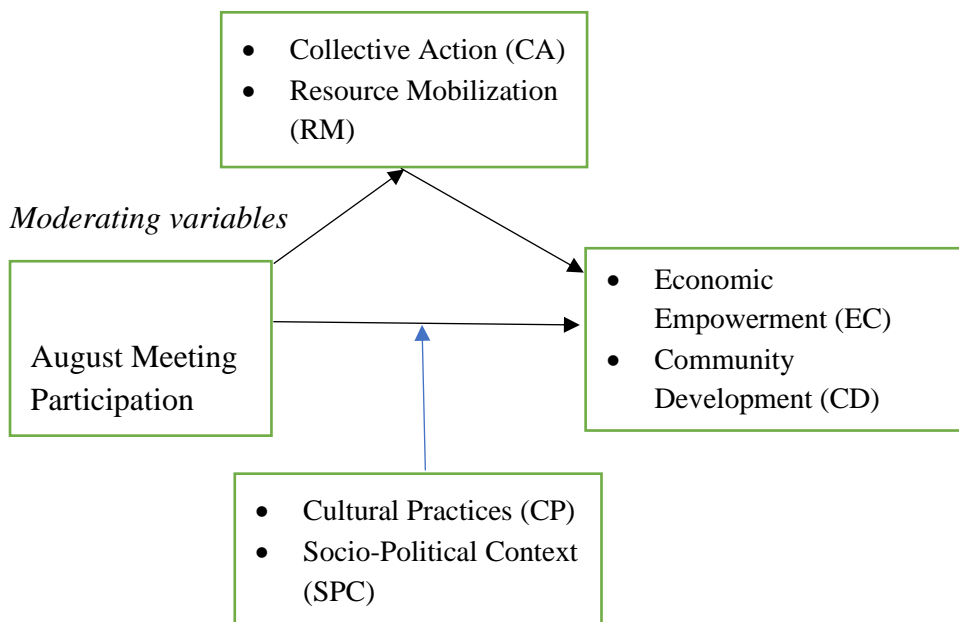 • Collective Action (CA)
• Resource Mobilization
(RM)
Moderating variables
August Meeting
Participation
• Economic
Empowerment (EC)
• Community
Development (CD)
• Cultural Practices (CP)
• Socio-Political Context
(SPC)